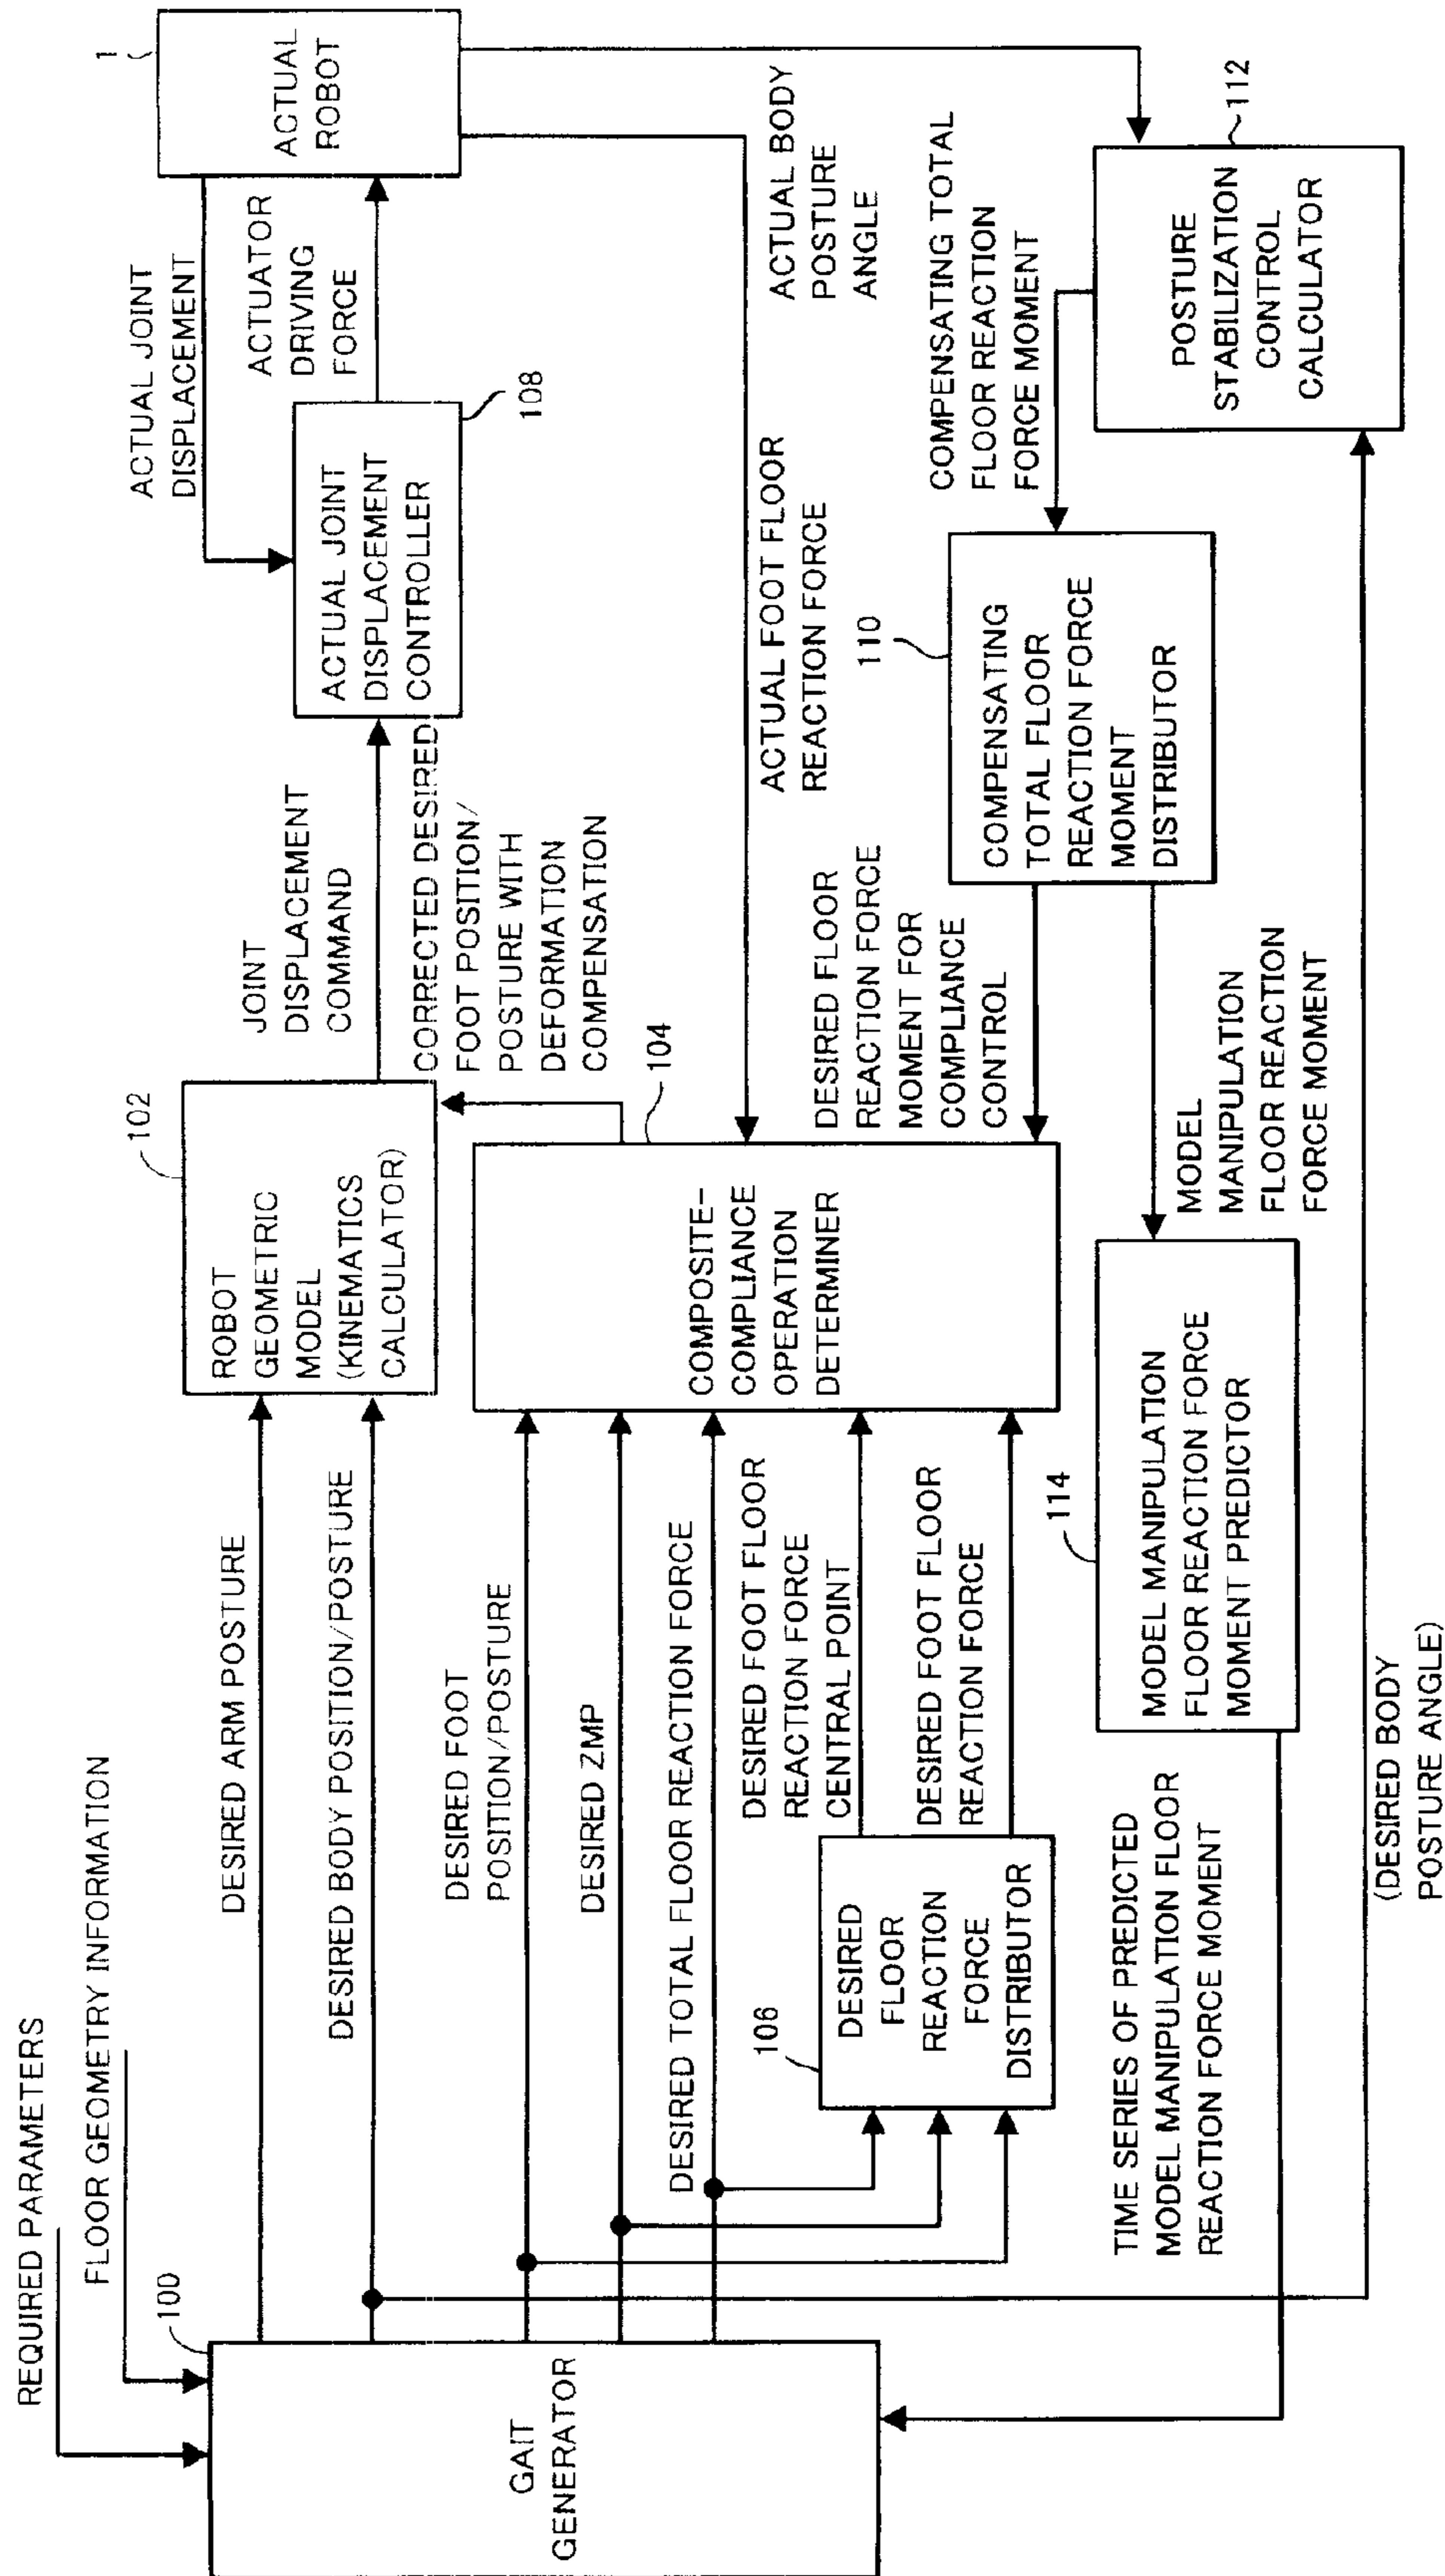 REQUIRED PARAMETERS
FLOOR GEOMETRY INFORMATION
100
GAIT
GENERATOR
DESIRED ARM POSTURE
DESIRED BODY POSITION/POSTURE
DESIRED FOOT
POSITION/POSTURE
DESIRED ZMP
DESIRED TOTAL FLOOR REACTION FORCE
106
DESIRED
FLOOR
REACTION
FORCE
DISTRIBUTOR
DESIRED FOOT FLOOR
REACTION FORCE
CENTRAL POINT
DESIRED FOOT FLOOR
REACTION FORCE
TIME SERIES OF PREDICTED
MODEL MANIPULATION FLOOR
REACTION FORCE MOMENT
(DESIRED BODY
POSTURE ANGLE)
102
ROBOT
GEOMETRIC
MODEL
(KINEMATICS
CALCULATOR)
104
COMPOSITE-
COMPLIANCE
OPERATION
DETERMINER
114
MODEL MANIPULATION
FLOOR REACTION FORCE
MOMENT PREDICTOR
JOINT
DISPLACEMENT
COMMAND
CORRECTED DESIRED
FOOT POSITION/
POSTURE WITH
DEFORMATION
COMPENSATION
DESIRED FLOOR
REACTION FORCE
MOMENT FOR
COMPLIANCE
CONTROL
MODEL
MANIPULATION
FLOOR REACTION
FORCE MOMENT
ACTUAL JOINT
DISPLACEMENT
CONTROLLER
108
ACTUAL FOOT FLOOR
REACTION FORCE
110
COMPENSATING
TOTAL FLOOR
REACTION FORCE
MOMENT
DISTRIBUTOR
ACTUAL JOINT
DISPLACEMENT
ACTUATOR
DRIVING
FORCE
1
ACTUAL
ROBOT
ACTUAL BODY
POSTURE
ANGLE
COMPENSATING TOTAL
FLOOR REACTION
FORCE MOMENT
112
POSTURE
STABILIZATION
CONTROL
CALCULATOR